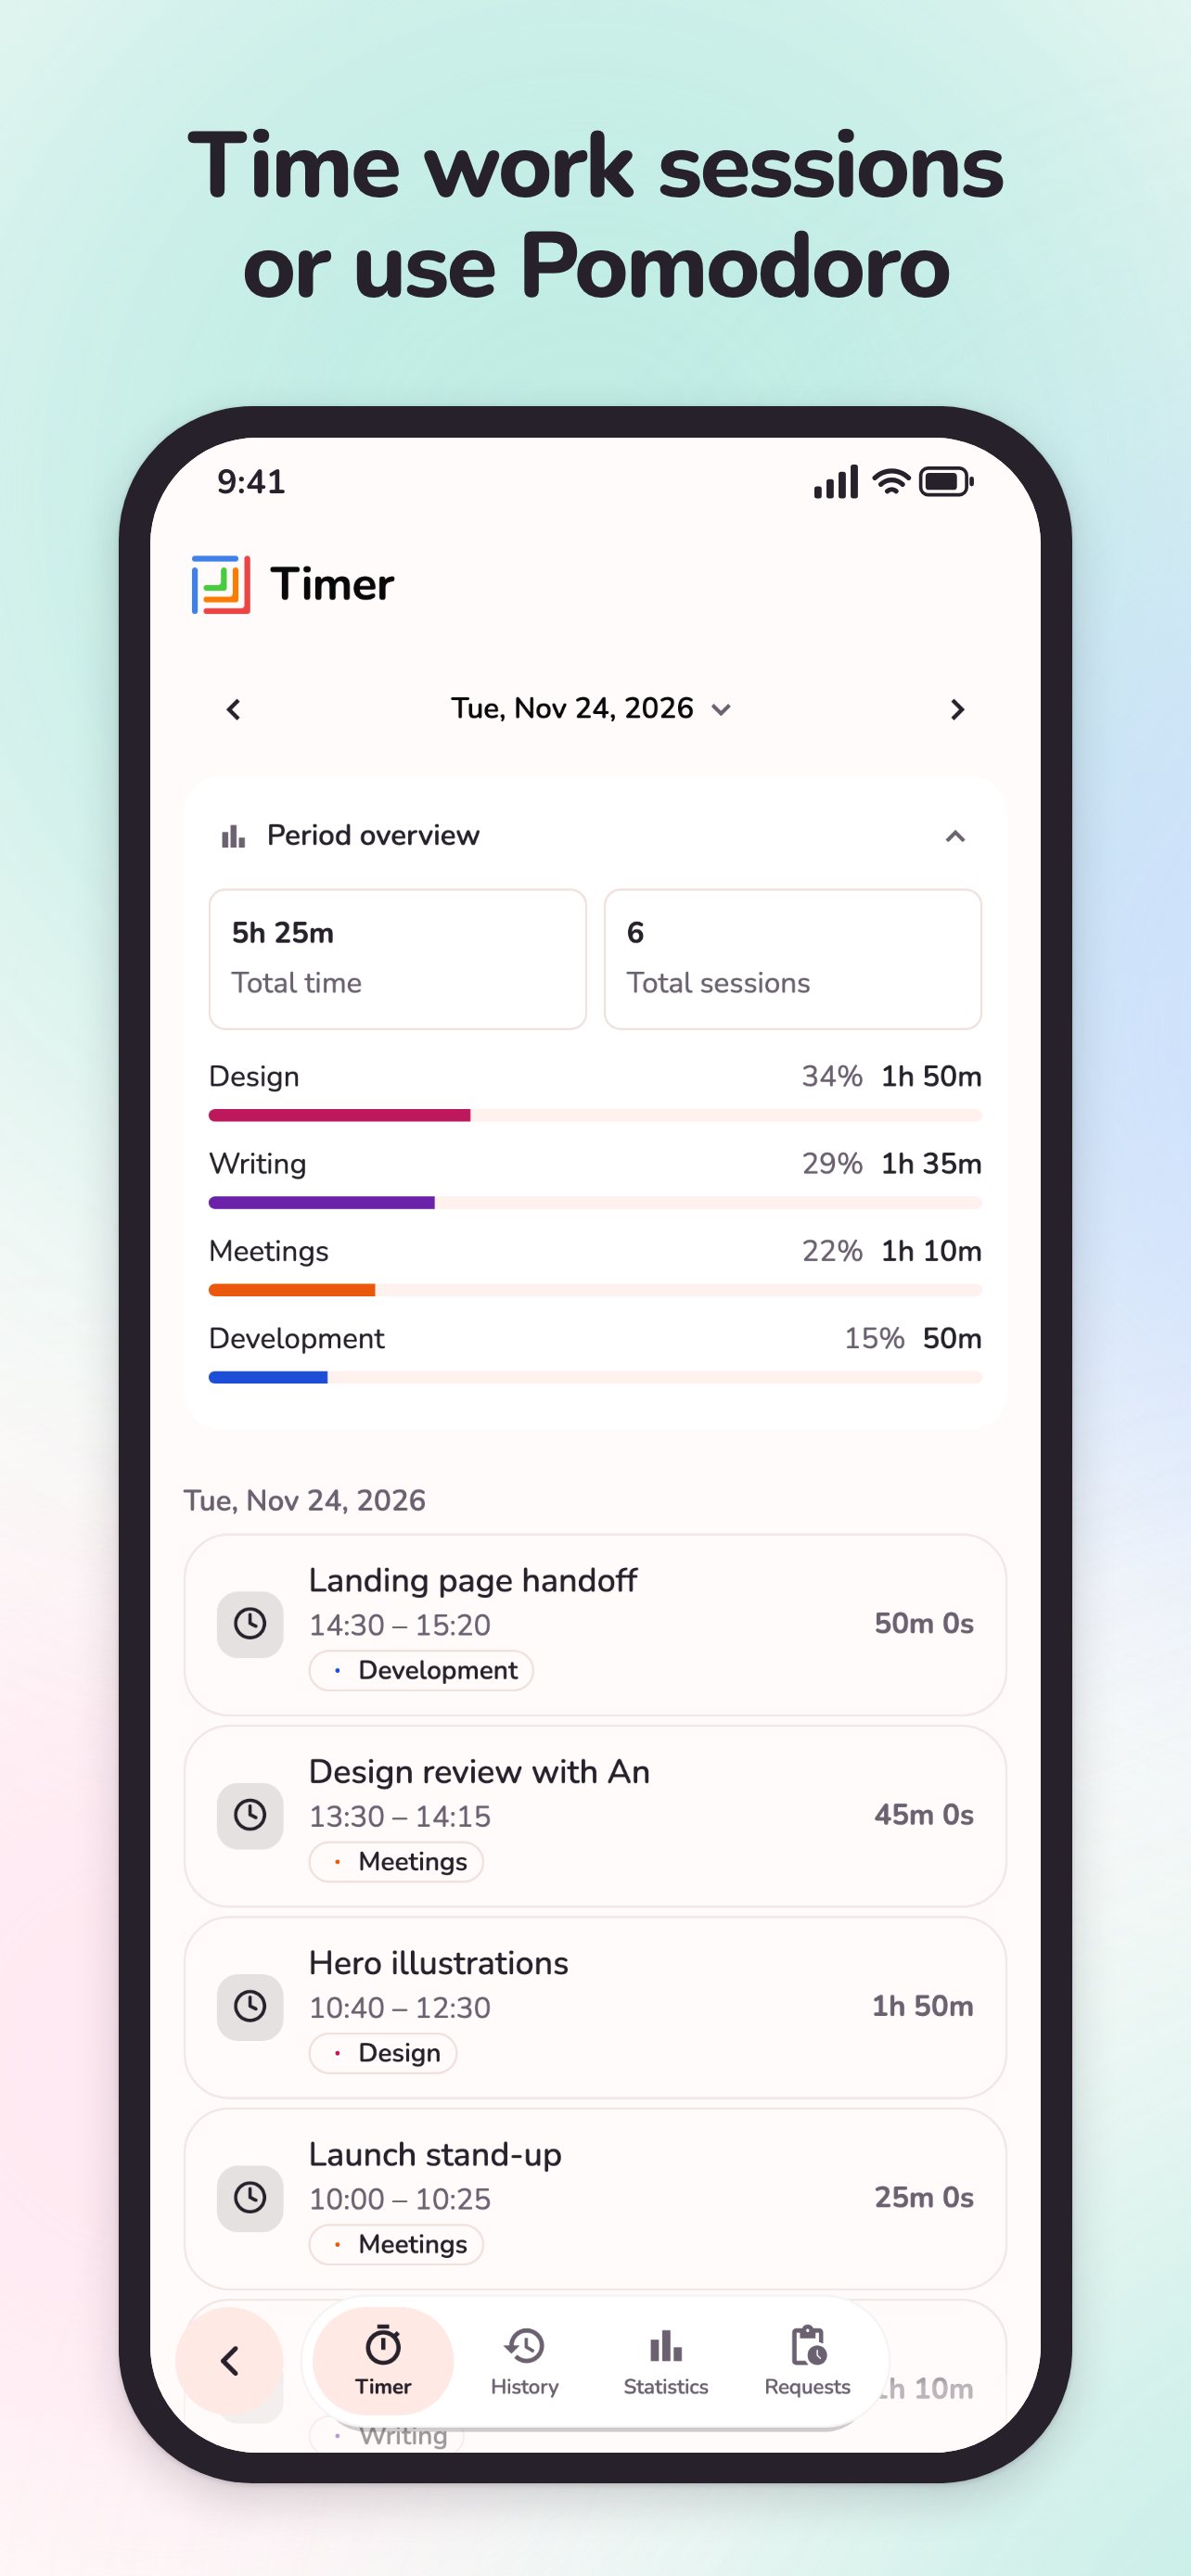 Time work sessions
or use Pomodoro
9:41
Timer
Tue, Nov 24, 2026
Period overview
5h 25m
Total time
6
Total sessions
Design 34% 1h 50m
Writing 29% 1h 35m
Meetings 22% 1h 10m
Development 15% 50m
Tue, Nov 24, 2026
Landing page handoff
14:30 – 15:20
50m 0s
Development
Design review with An
13:30 – 14:15
45m 0s
Meetings
Hero illustrations
10:40 – 12:30
1h 50m
Design
Launch stand-up
10:00 – 10:25
25m 0s
Meetings
1h 10m
Writing
Timer
History
Statistics
Requests